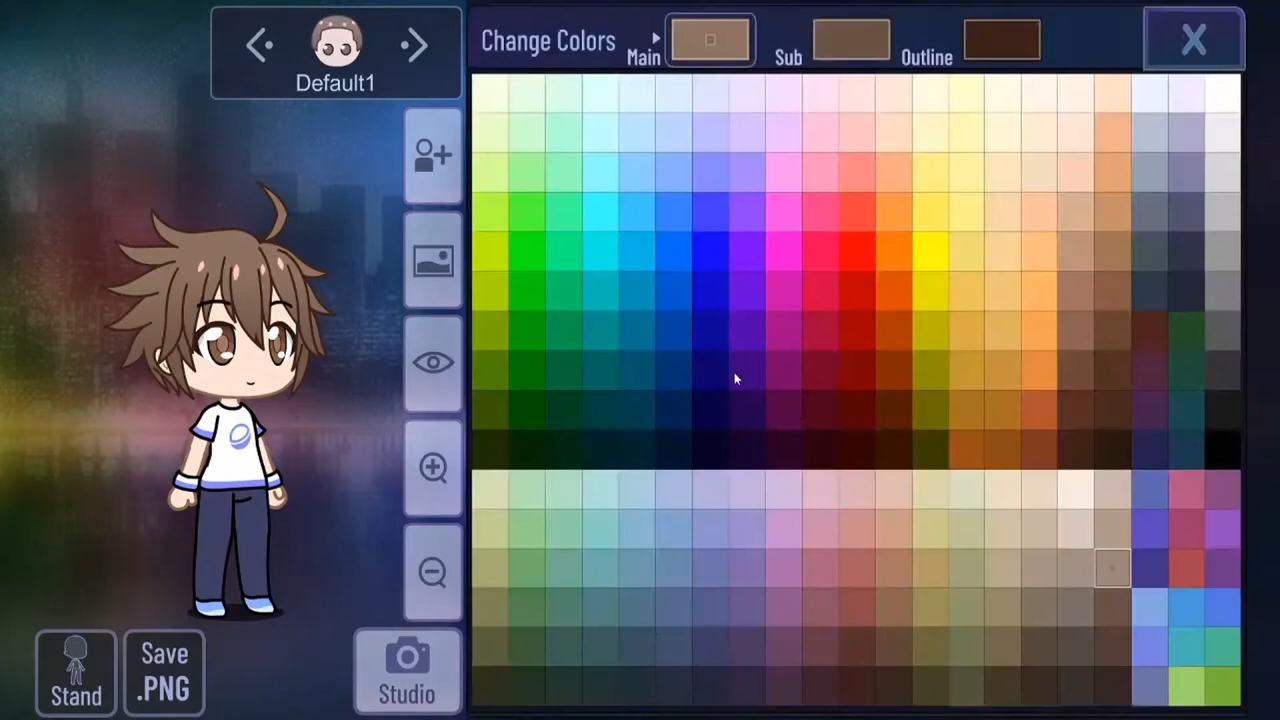 Default1
Change Colors
Main
Sub
Outline
X
Stand
Save
.PNG
Studio